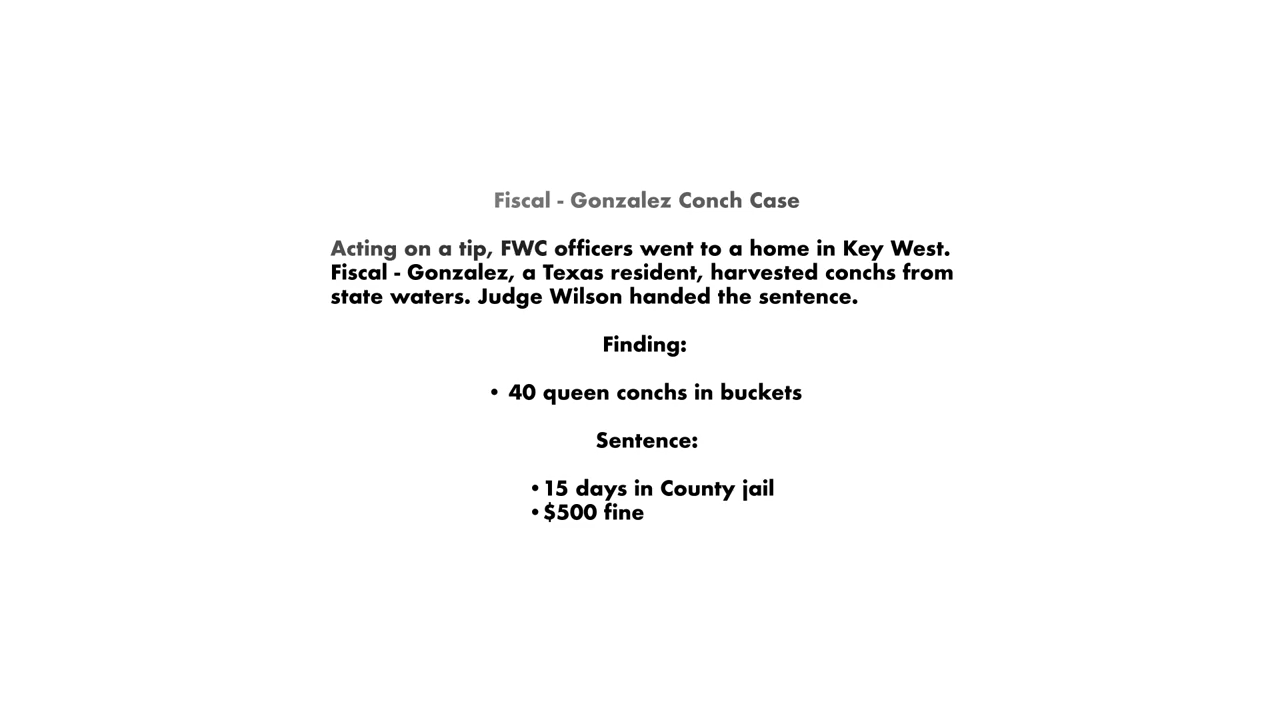 Fiscal - Gonzalez Conch Case
Acting on a tip, FWC officers went to a home in Key West.
Fiscal - Gonzalez, a Texas resident, harvested conchs from
state waters. Judge Wilson handed the sentence.
Finding:
• 40 queen conchs in buckets
Sentence:
•15 days in County jail
•$500 fine